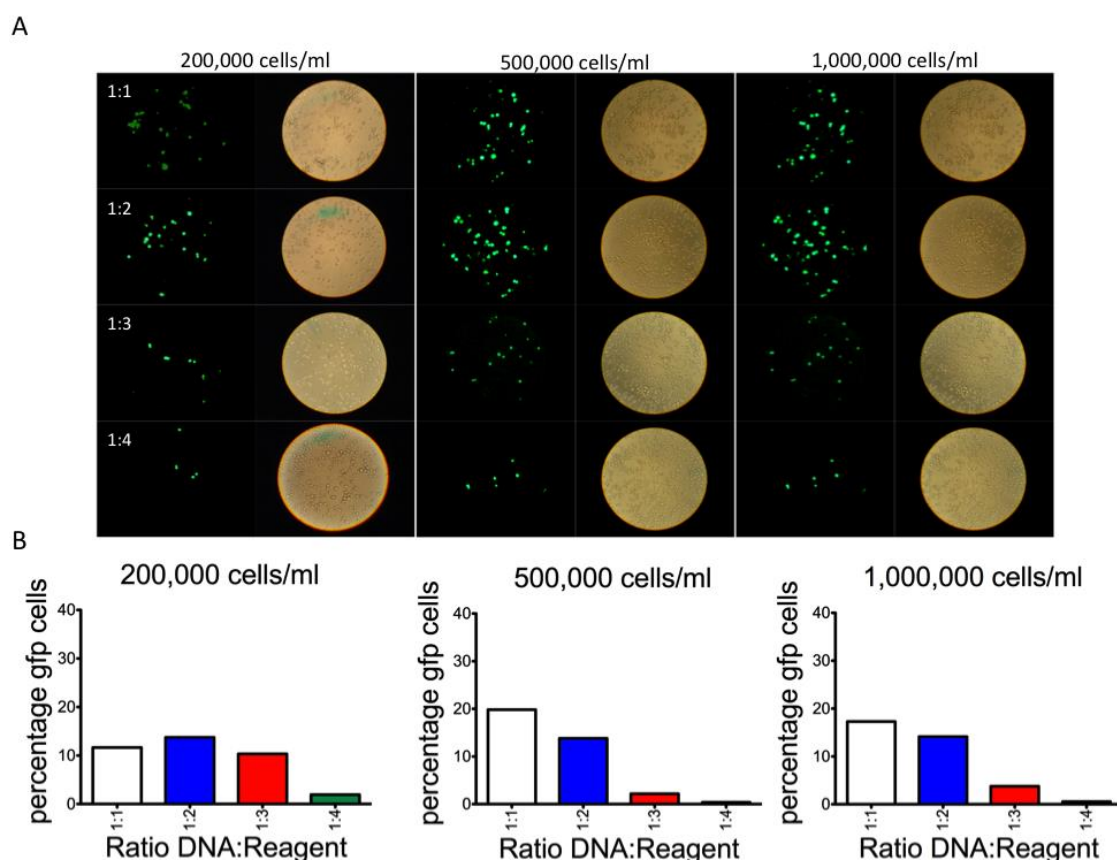 A
200,000 cells/ml 500,000 cells/ml 1,000,000 cells/ml
1:1
1:2
1:3
1:4
B
200,000 cells/ml
percentage gfp cells
40
30
20
10
0
1:1 1:2 1:3 1:4
Ratio DNA:Reagent
500,000 cells/ml
percentage gfp cells
40
30
20
10
0
1:1 1:2 1:3 1:4
Ratio DNA:Reagent
1,000,000 cells/ml
percentage gfp cells
40
30
20
10
0
1:1 1:2 1:3 1:4
Ratio DNA:Reagent